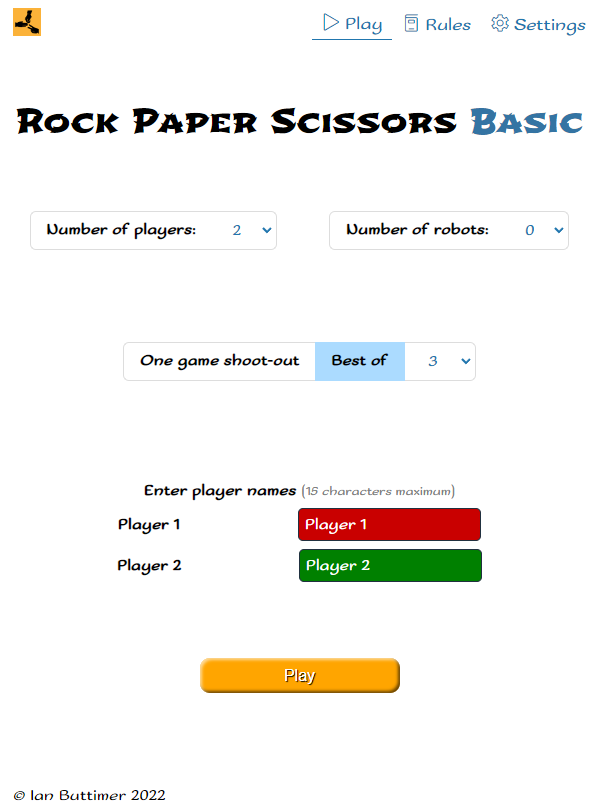 Play Rules Settings
Rock Paper Scissors Basic
Number of players: 2 Number of robots: 0
One game shoot-out Best of 3
Enter player names (15 characters maximum)
Player 1 Player 1
Player 2 Player 2
Play
© Ian Buttimer 2022